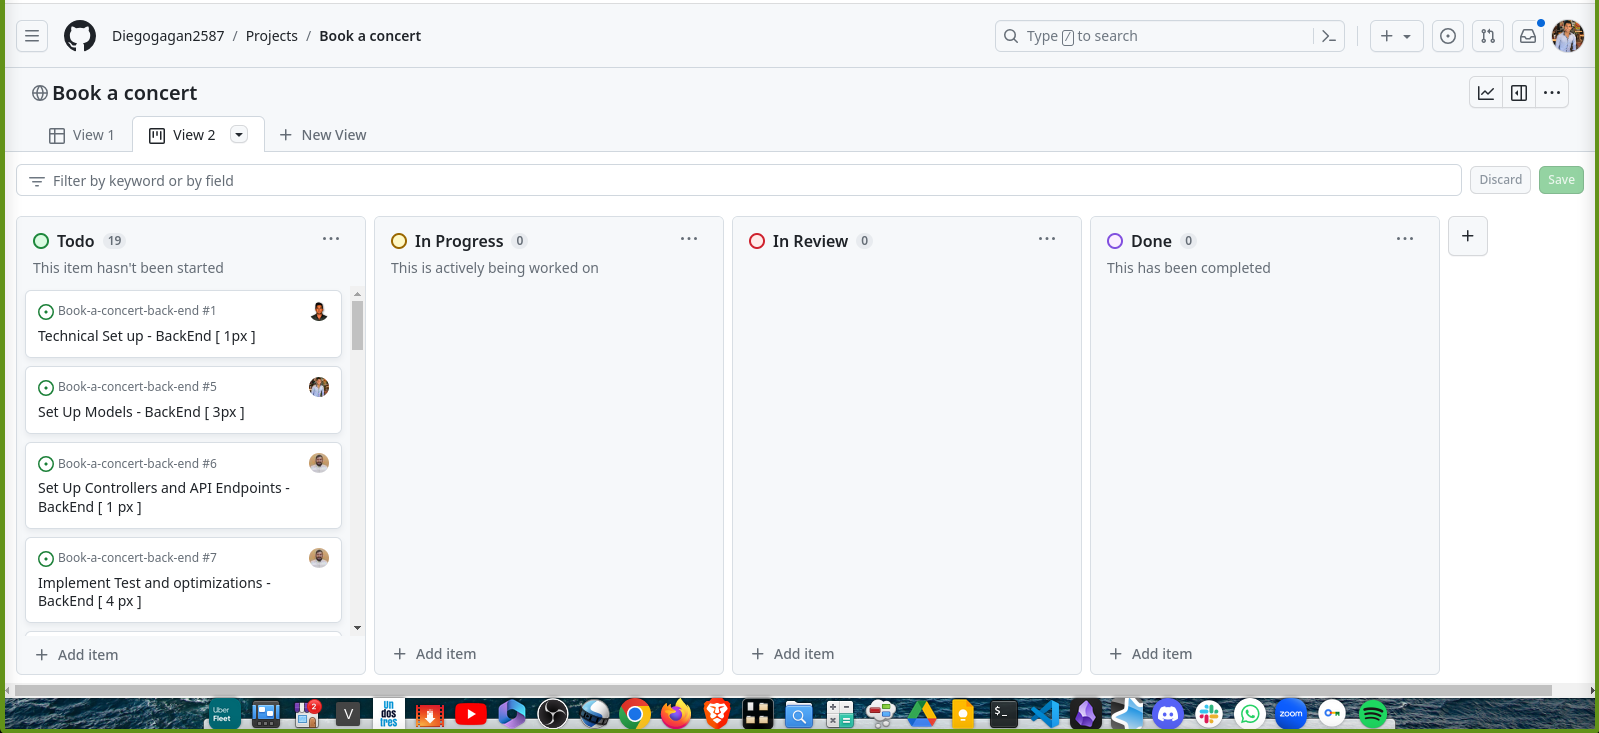 Diegogagan2587 / Projects / Book a concert
Type / to search
Book a concert
View 1
View 2
New View
Filter by keyword or by field
Discard
Save
Todo 19
This item hasn't been started
Book-a-concert-back-end #1
Technical Set up - BackEnd [ 1px ]
Book-a-concert-back-end #5
Set Up Models - BackEnd [ 3px ]
Book-a-concert-back-end #6
Set Up Controllers and API Endpoints -
BackEnd [ 1 px ]
Book-a-concert-back-end #7
Implement Test and optimizations -
BackEnd [ 4 px ]
Add item
In Progress 0
This is actively being worked on
Add item
In Review 0
Add item
Done 0
This has been completed
Add item
Uber
Fleet
2
V
un
dos
tres
zoom